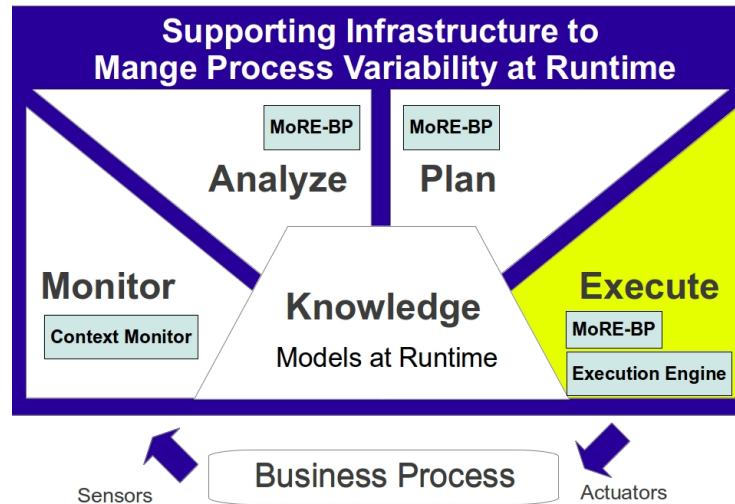 Supporting Infrastructure to
Mange Process Variability at Runtime
MoRE-BP
MoRE-BP
Analyze
Plan
Monitor
Knowledge
Execute
Context Monitor
MoRE-BP
Models at Runtime
Execution Engine
Business Process
Sensors
Actuators